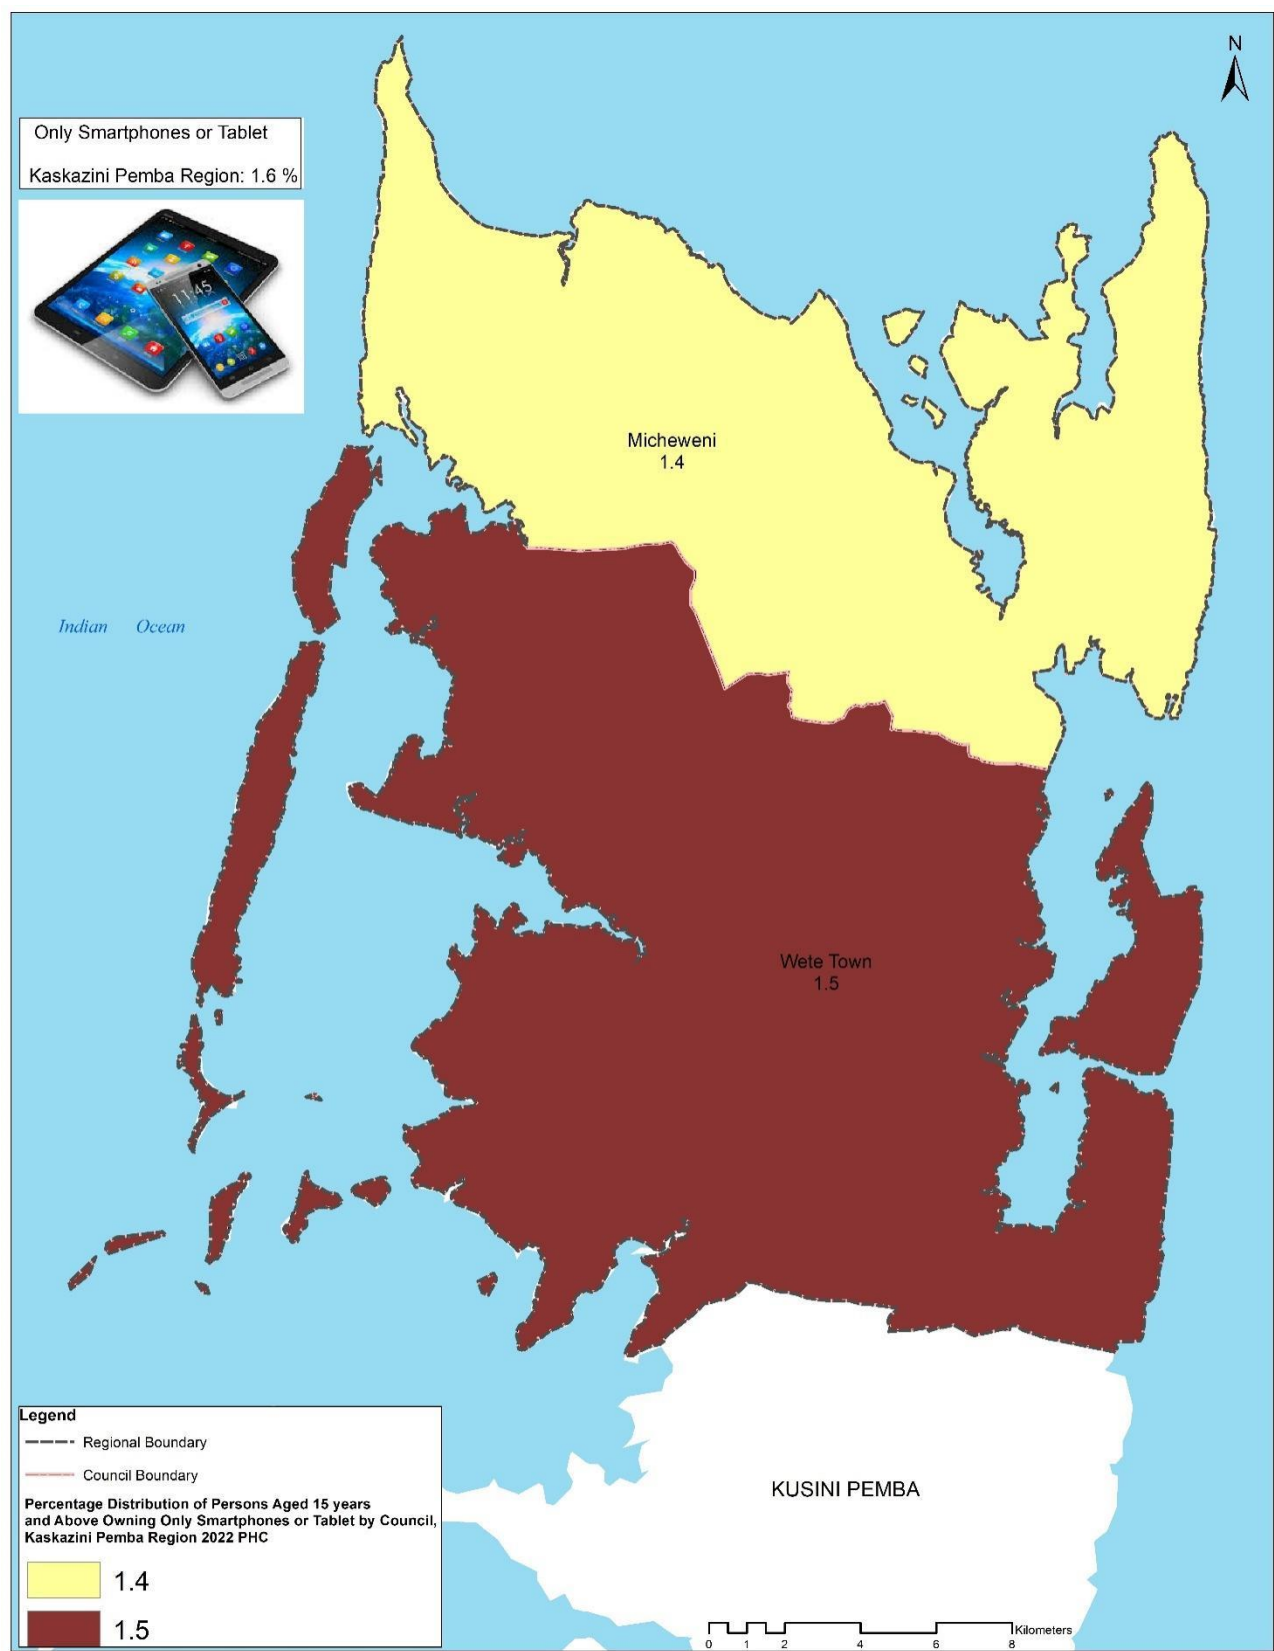 N
Only Smartphones or Tablet
Kaskazini Pemba Region: 1.6 %
11:45
Micheweni
1.4
Indian Ocean
Wete Town
1.5
KUSINI PEMBA
Legend
Regional Boundary
Council Boundary
Percentage Distribution of Persons Aged 15 years
and Above Owning Only Smartphones or Tablet by Council,
Kaskazini Pemba Region 2022 PHC
1.4
1.5
Kilometers
0 1 2 4 6 8